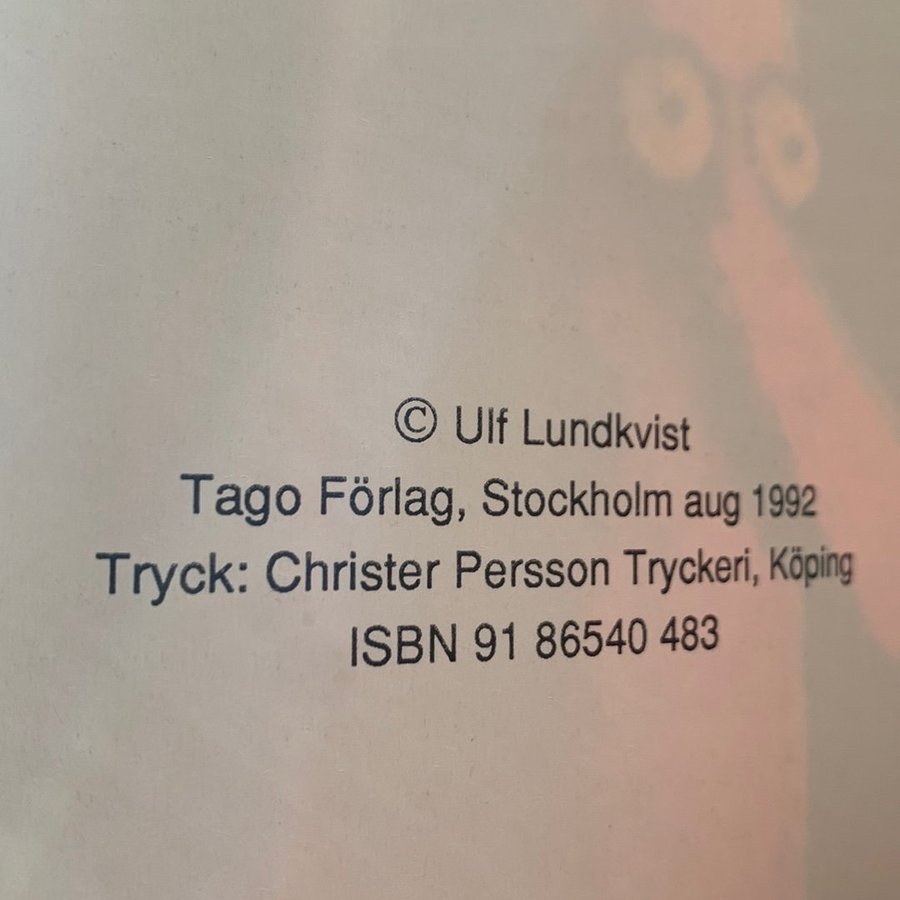 © Ulf Lundkvist
Tago Förlag, Stockholm aug 1992
Tryck: Christer Persson Tryckeri, Köping
ISBN 91 86540 483